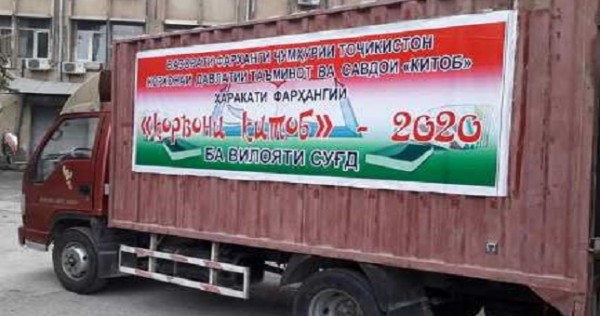 ВАЗОРАТИ ФАРҲАНГИ ҶУМҲУРИИ ТОҶИКИСТОН
КОРХОНАИ ДАВЛАТИИ ТАЪМИНОТ ВА САВДОИ «КИТОБ»
ҲАРАКАТИ ФАРҲАНГИИ
«КОРВОНИ КИТОБ» - 2020
БА ВИЛОЯТИ СУҒД